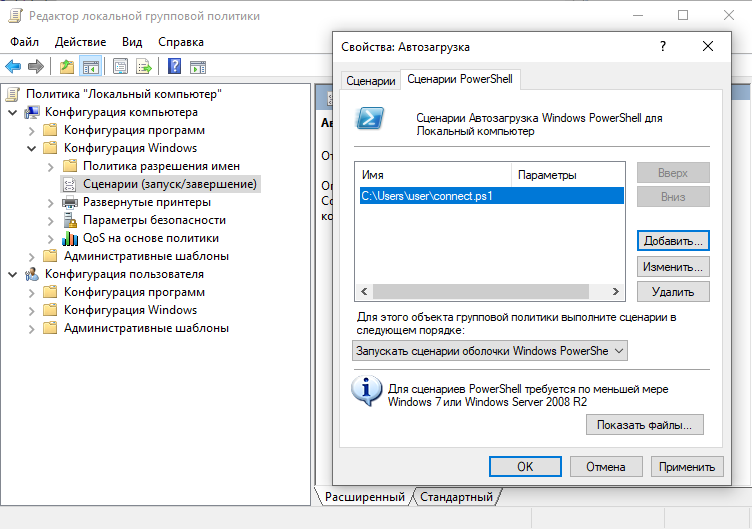 Редактор локальной групповой политики
Файл Действие Вид Справка
Политика "Локальный компьютер"
Конфигурация компьютера
Конфигурация программ
Конфигурация Windows
Политика разрешения имен
Сценарии (запуск/завершение)
Развернутые принтеры
Параметры безопасности
QoS на основе политики
Административные шаблоны
Конфигурация пользователя
Конфигурация программ
Конфигурация Windows
Административные шаблоны
Расширенный Стандартный
Свойства: Автозагрузка
?
Сценарии Сценарии PowerShell
Сценарии Автозагрузка Windows PowerShell для
Локальный компьютер
Имя Параметры
C:\Users\user\connect.ps1
Вверх
Вниз
Добавить...
Изменить...
Удалить
Для этого объекта групповой политики выполните сценарии в
следующем порядке:
Запускать сценарии оболочки Windows PowerShe
Для сценариев PowerShell требуется по меньшей мере
Windows 7 или Windows Server 2008 R2
Показать файлы...
OK Отмена Применить